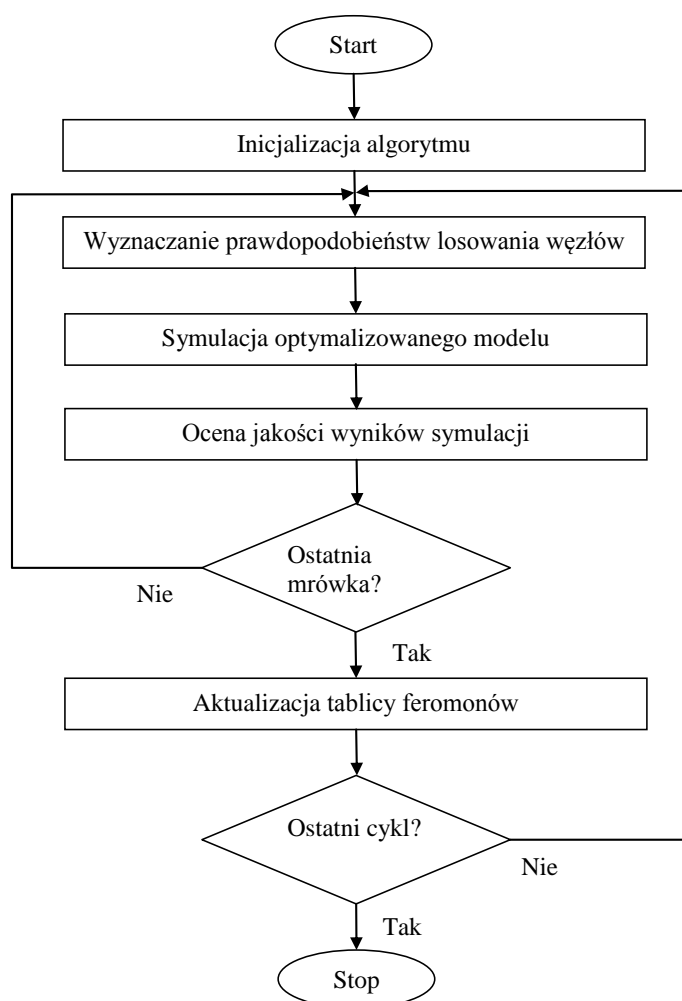 Start
Inicjalizacja algorytmu
Wyznaczanie prawdopodobieństw losowania węzłów
Symulacja optymalizowanego modelu
Ocena jakości wyników symulacji
Ostatnia
mrówka?
Nie
Tak
Aktualizacja tablicy feromonów
Ostatni cykl?
Nie
Tak
Stop